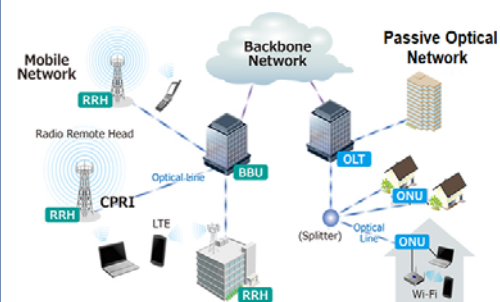 Backbone
Network
Passive Optical
Network
Mobile
Network
RRH
Radio Remote Head
Optical Line
BBU
OLT
RRH
CPRI
ONU
LTE
(Splitter)
Optical
Line
ONU
RRH
Wi-Fi